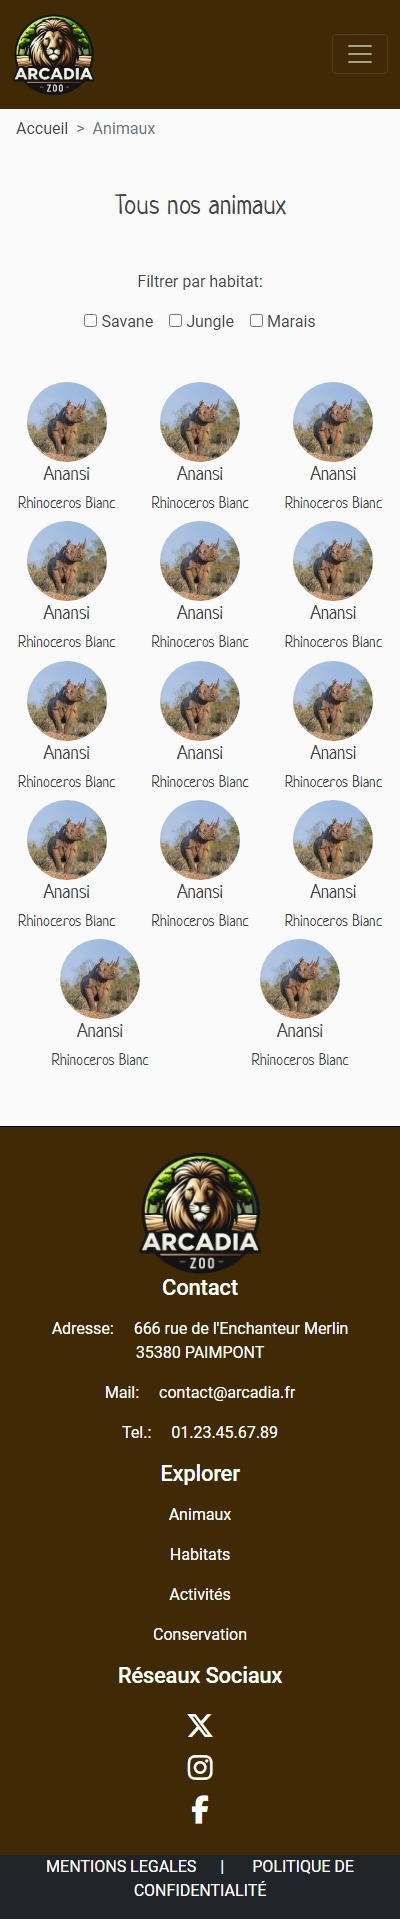 ARCADIA
ZOO
Accueil > Animaux
Tous nos animaux
Filtrer par habitat:
Savane Jungle Marais
Anansi Anansi Anansi
Rhinoceros Blanc Rhinoceros Blanc Rhinoceros Blanc
Anansi Anansi Anansi
Rhinoceros Blanc Rhinoceros Blanc Rhinoceros Blanc
Anansi Anansi Anansi
Rhinoceros Blanc Rhinoceros Blanc Rhinoceros Blanc
Anansi Anansi Anansi
Rhinoceros Blanc Rhinoceros Blanc Rhinoceros Blanc
Anansi Anansi
Rhinoceros Blanc Rhinoceros Blanc
ARCADIA
ZOO
Contact
Adresse: 666 rue de l'Enchanteur Merlin
35380 PAIMPONT
Mail: contact@arcadia.fr
Tel.: 01.23.45.67.89
Explorer
Animaux
Habitats
Activités
Conservation
Réseaux Sociaux
MENTIONS LEGALES | POLITIQUE DE
CONFIDENTIALITÉ